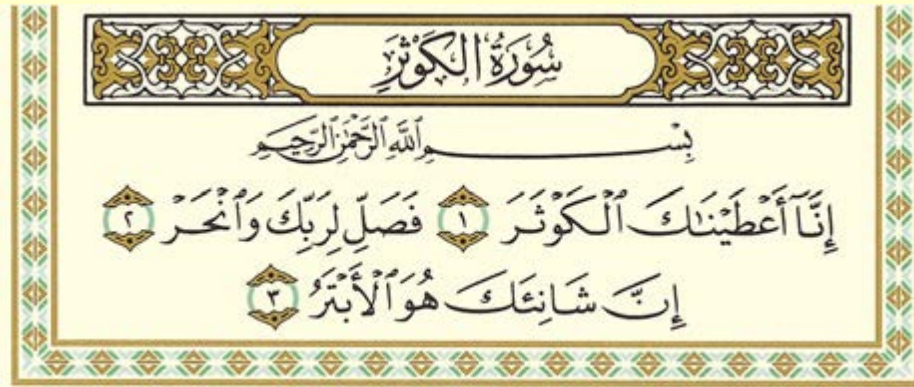 سُورَةُ الكَوْثَرِ
بِسْمِ ٱللَّهِ ٱلرَّحْمَٰنِ ٱلرَّحِيمِ
إِنَّآ أَعْطَيْنَٰكَ ٱلْكَوْثَرَ ١ فَصَلِّ لِرَبِّكَ وَٱنْحَرْ ٢
إِنَّ شَانِئَكَ هُوَ ٱلْأَبْتَرُ ٣